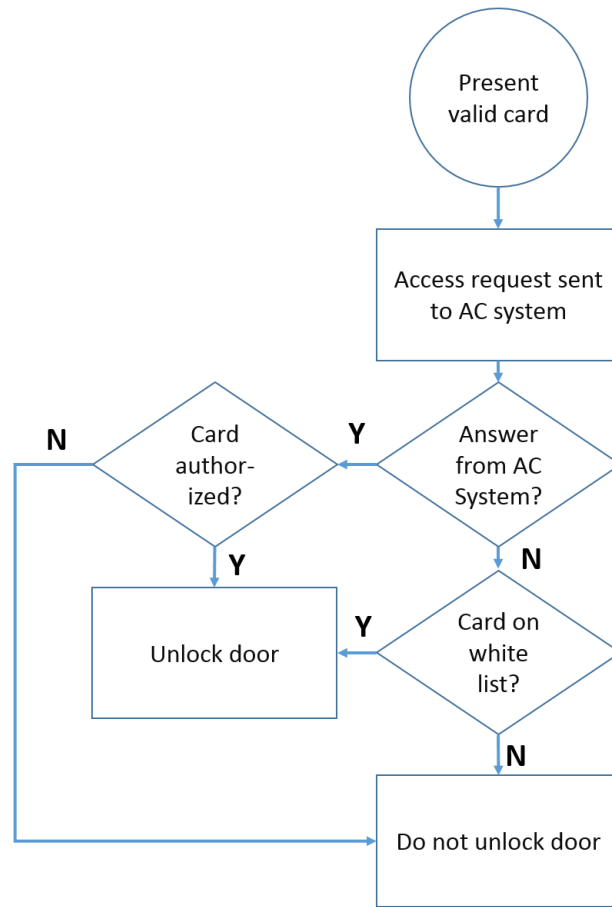 Present
valid card
Access request sent
to AC system
N
Card
author-
ized?
Y
Answer
from AC
System?
Y
N
Unlock door
Y
Card on
white
list?
N
Do not unlock door